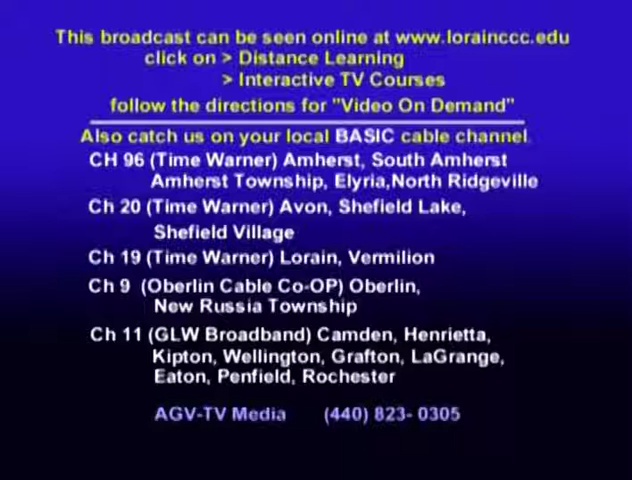 This broadcast can be seen online at www.lorainccc.edu
click on > Distance Learning
> Interactive TV Courses
follow the directions for "Video On Demand"
Also catch us on your local BASIC cable channel.
CH 96 (Time Warner) Amherst, South Amherst
Amherst Township, Elyria,North Ridgeville
Ch 20 (Time Warner) Avon, Shefield Lake,
Shefield Village
Ch 19 (Time Warner) Lorain, Vermilion
Ch 9 (Oberlin Cable Co-OP) Oberlin,
New Russia Township
Ch 11 (GLW Broadband) Camden, Henrietta,
Kipton, Wellington, Grafton, LaGrange,
Eaton, Penfield, Rochester
AGV-TV Media (440) 823- 0305